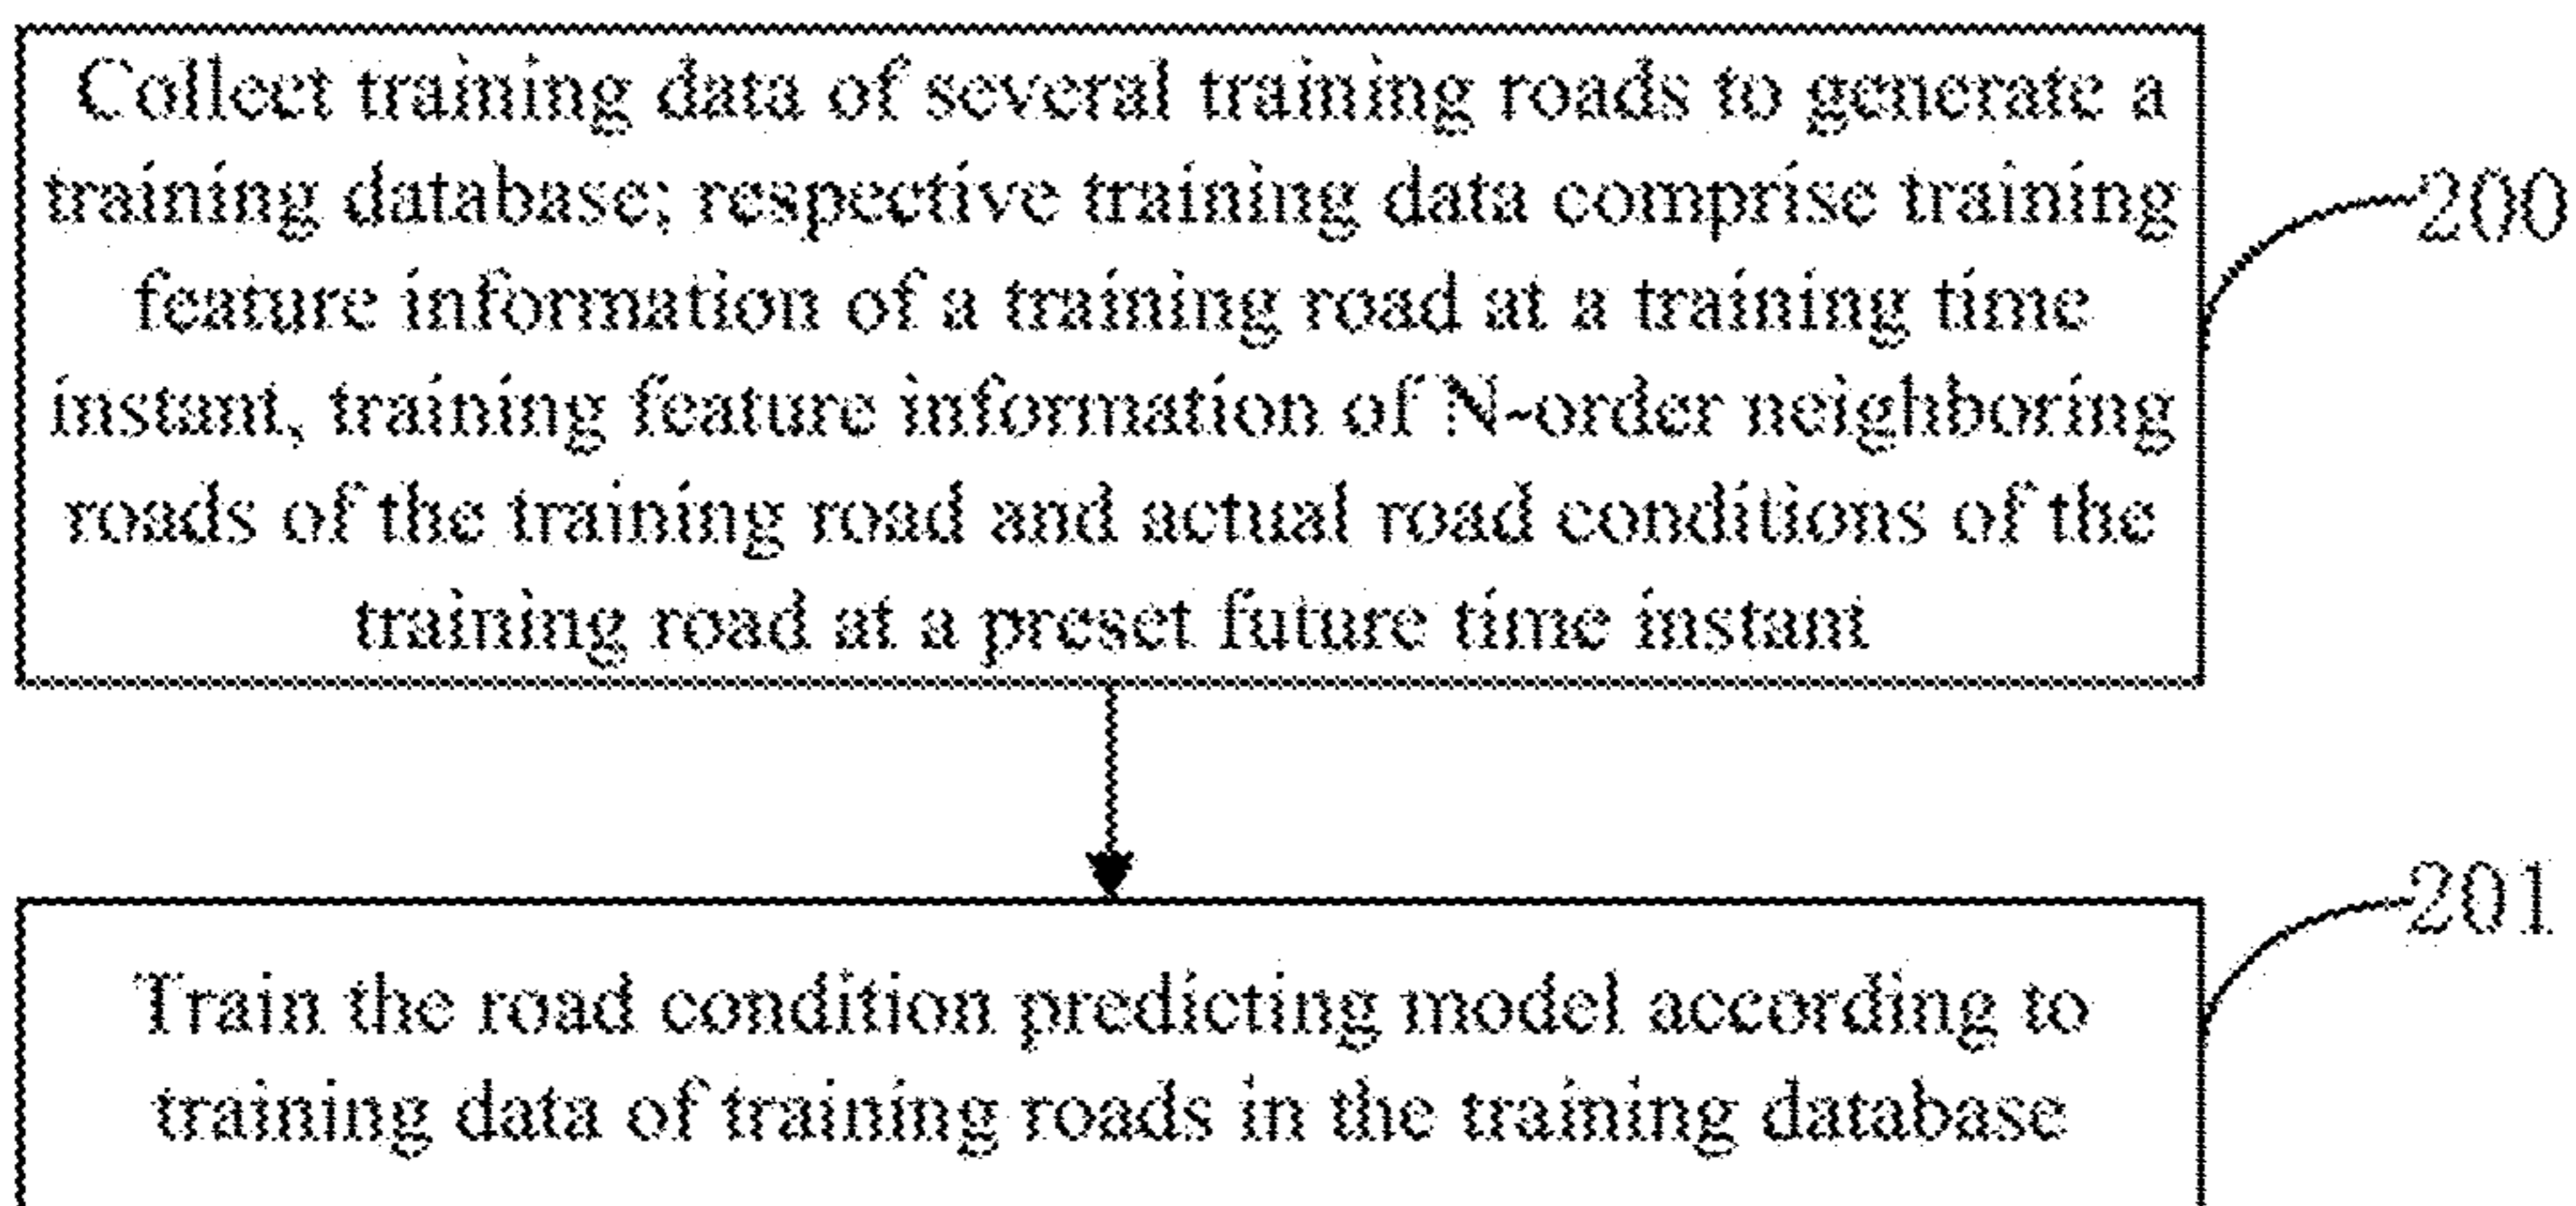 Collect training data of several training roads to generate a
training database; respective training data comprise training
feature information of a training road at a training time
instant, training feature information of N-order neighboring
roads of the training road and actual road conditions of the
training road at a preset future time instant
200
201
Train the road condition predicting model according to
training data of training roads in the training database